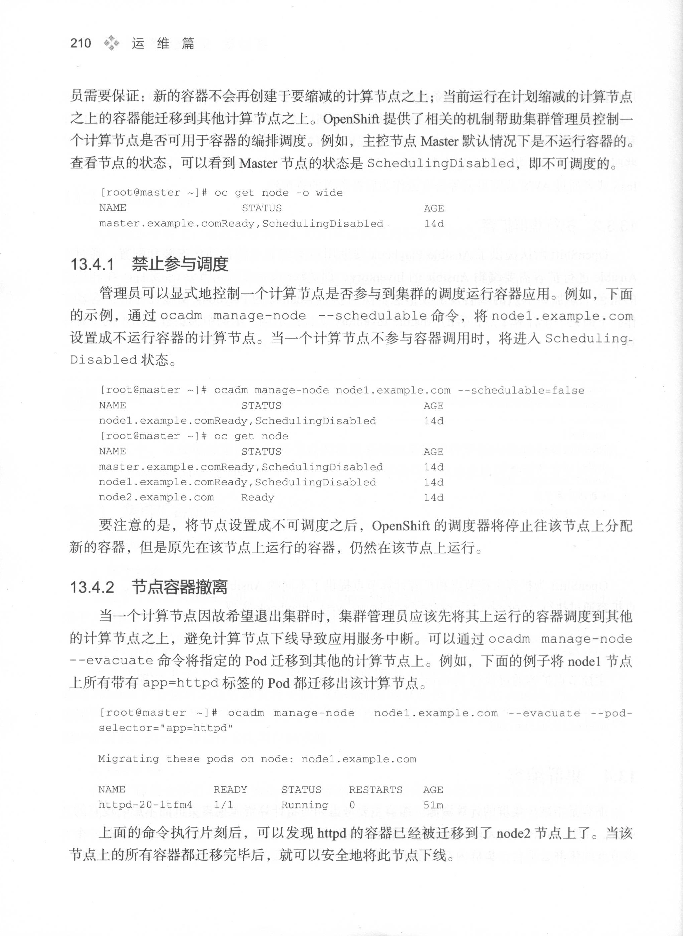 210 运维篇
员需要保证：新的容器不会再创建于要缩减的计算节点之上；当前运行在计划缩减的计算节点
之上的容器能迁移到其他计算节点之上。OpenShift 提供了相关的机制帮助集群管理员控制一
个计算节点是否可用于容器的编排调度。例如，主控节点 Master 默认情况下是不运行容器的。
查看节点的状态，可以看到 Master 节点的状态是 SchedulingDisabled，即不可调度的。
[root@master ~]# oc get node -o wide
NAME STATUS AGE
master.example.comReady,SchedulingDisabled 14d
13.4.1 禁止参与调度
管理员可以显式地控制一个计算节点是否参与到集群的调度运行容器应用。例如，下面
的示例，通过 ocadm manage-node --schedulable 命令，将 node1.example.com
设置成不运行容器的计算节点。当一个计算节点不参与容器调用时，将进入 Scheduling-
Disabled 状态。
[root@master ~]# ocadm manage-node node1.example.com --schedulable=false
NAME STATUS AGE
node1.example.comReady,SchedulingDisabled 14d
[root@master ~]# oc get node
NAME STATUS AGE
master.example.comReady,SchedulingDisabled 14d
node1.example.comReady,SchedulingDisabled 14d
node2.example.com Ready 14d
要注意的是，将节点设置成不可调度之后，OpenShift 的调度器将停止往该节点上分配
新的容器，但是原先在该节点上运行的容器，仍然在该节点上运行。
13.4.2 节点容器撤离
当一个计算节点因故希望退出集群时，集群管理员应该先将其上运行的容器调度到其他
的计算节点之上，避免计算节点下线导致应用服务中断。可以通过 ocadm manage-node
--evacuate 命令将指定的 Pod 迁移到其他的计算节点上。例如，下面的例子将 node1 节点
上所有带有 app=httpd 标签的 Pod 都迁移出该计算节点。
[root@master ~]# ocadm manage-node node1.example.com --evacuate --pod-
selector="app=httpd"
Migrating these pods on node: node1.example.com
NAME READY STATUS RESTARTS AGE
httpd-20-1tfm4 1/1 Running 0 51m
上面的命令执行片刻后，可以发现 httpd 的容器已经被迁移到了 node2 节点上了。当该
节点上的所有容器都迁移完毕后，就可以安全地将此节点下线。